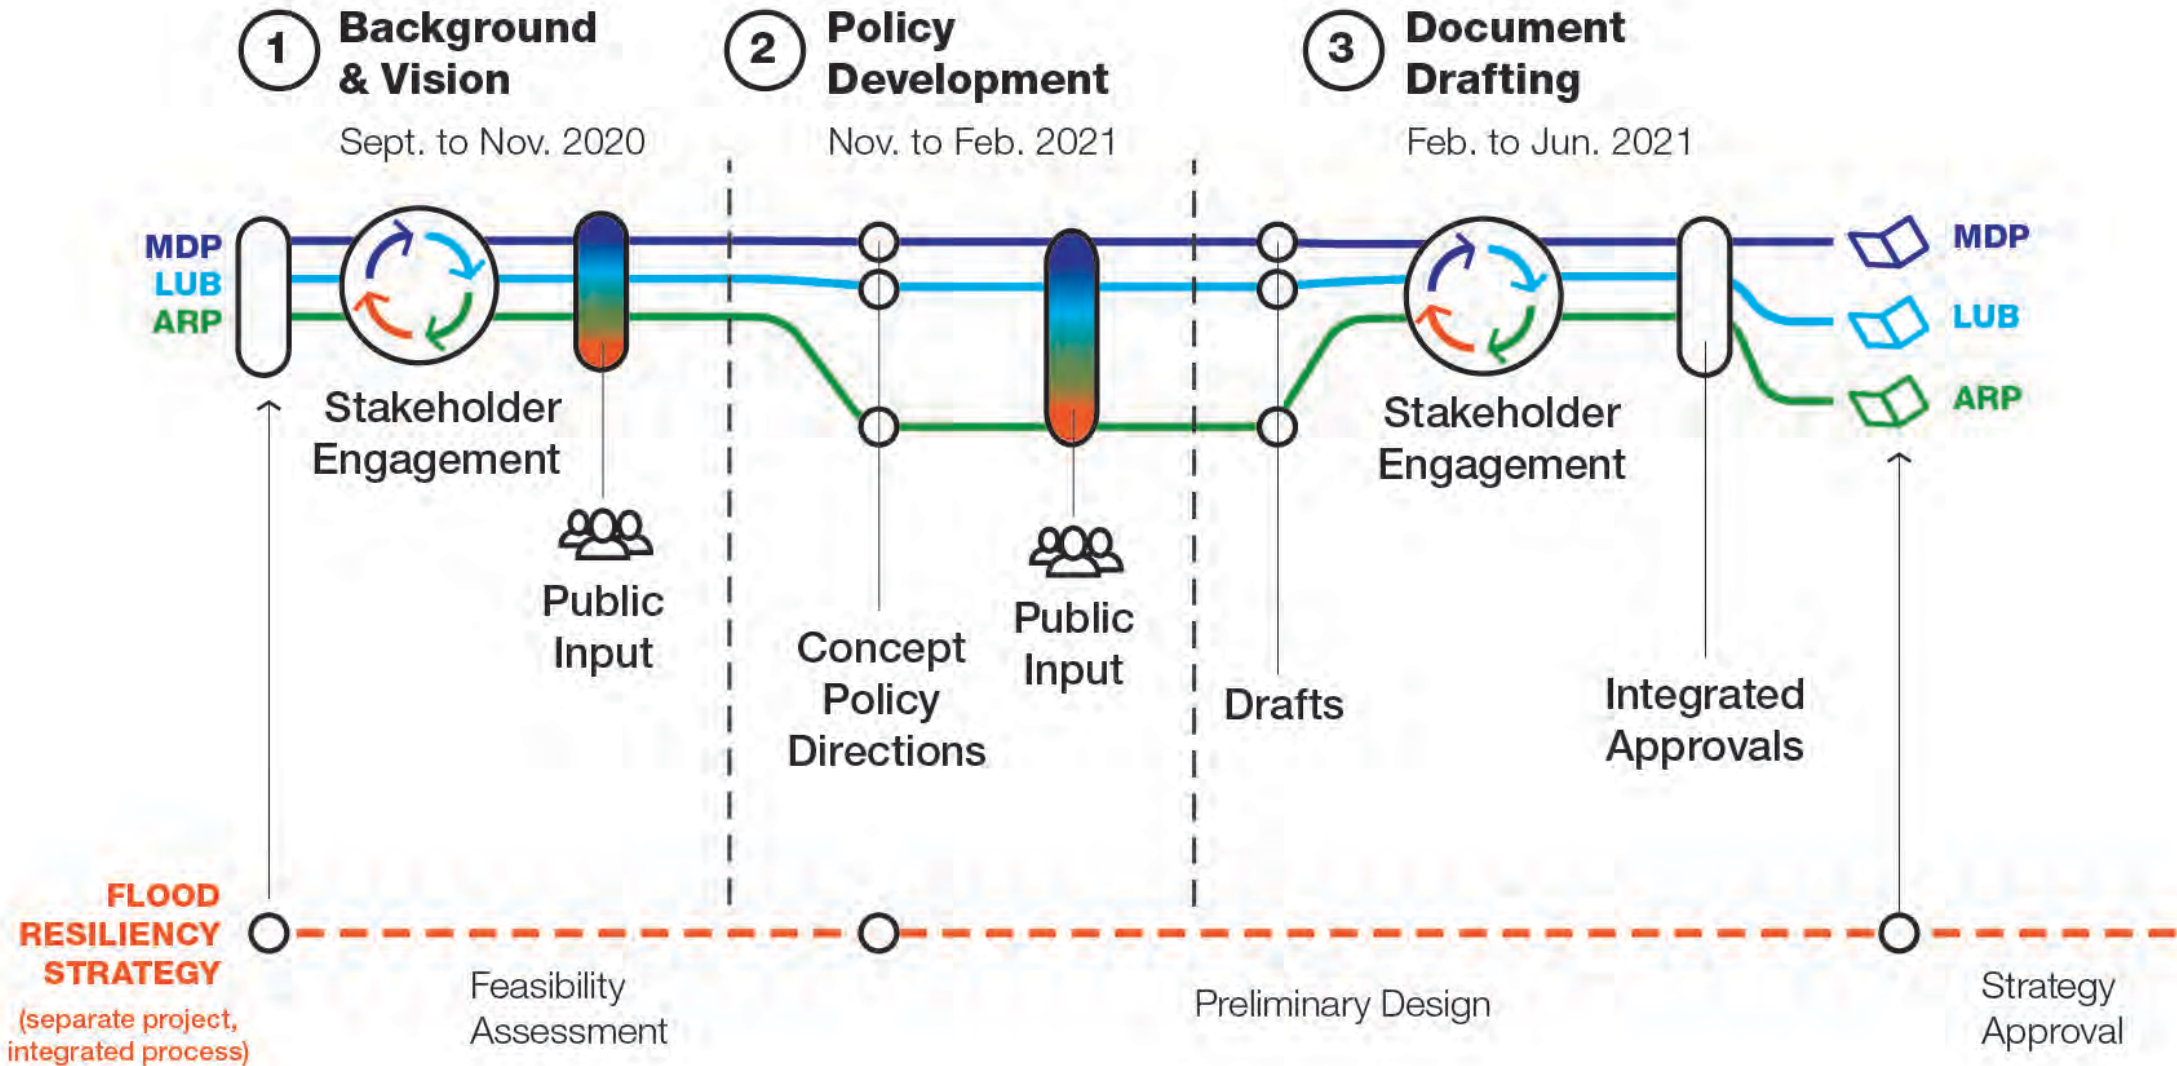 1
Background
& Vision
Sept. to Nov. 2020
2
Policy
Development
Nov. to Feb. 2021
3
Document
Drafting
Feb. to Jun. 2021
MDP
LUB
ARP
Stakeholder
Engagement
Public
Input
Concept
Policy
Directions
Public
Input
Drafts
Stakeholder
Engagement
Integrated
Approvals
MDP
LUB
ARP
FLOOD
RESILIENCY
STRATEGY
(separate project,
integrated process)
Feasibility
Assessment
Preliminary Design
Strategy
Approval